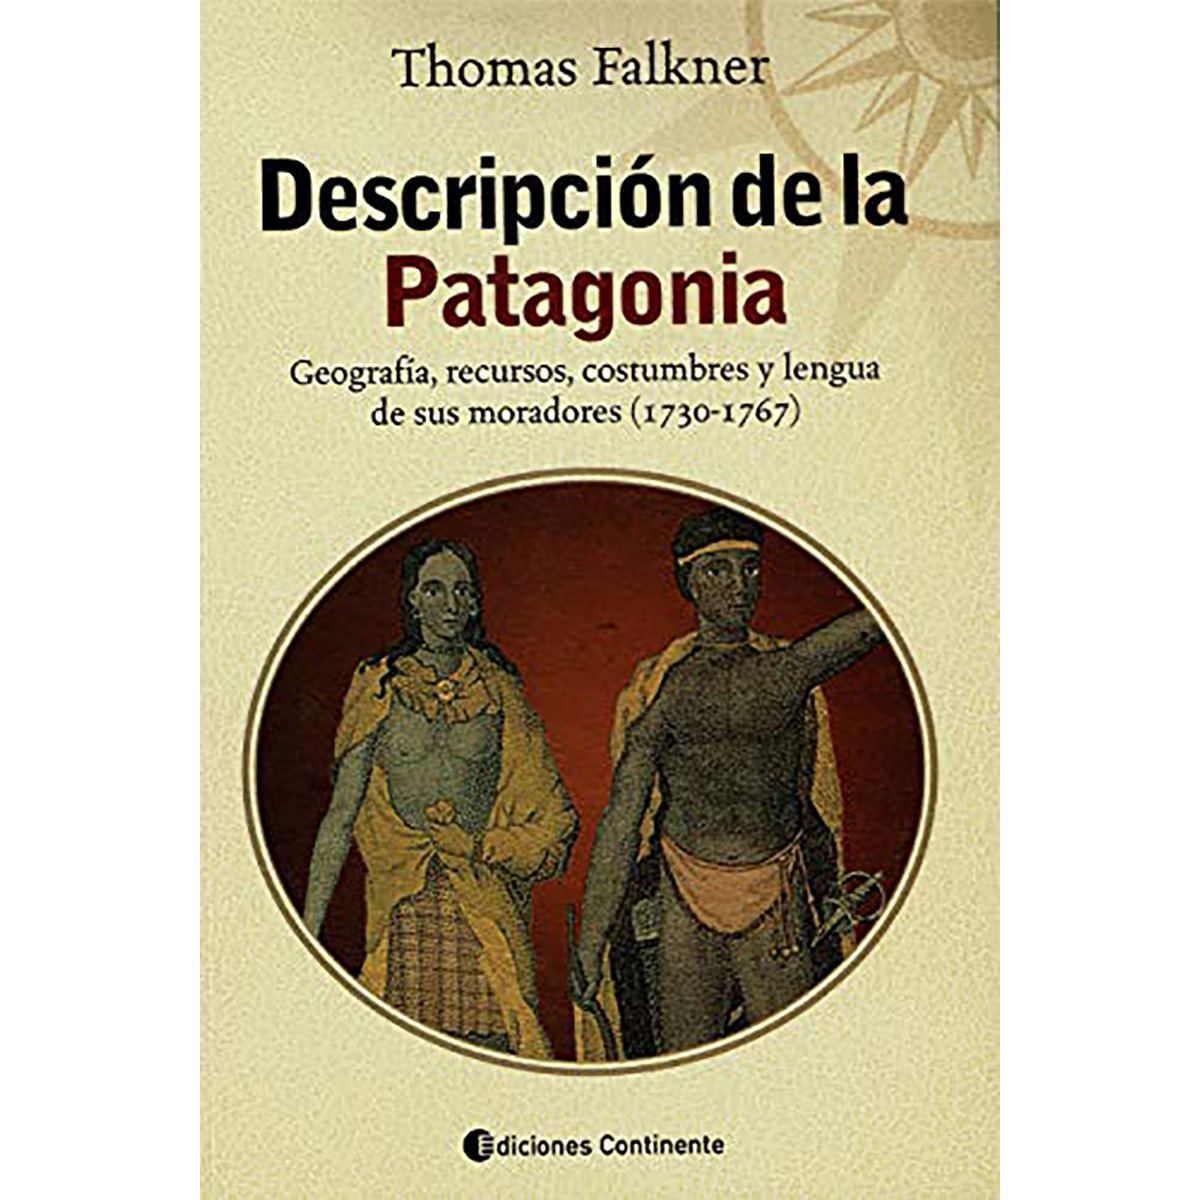 Thomas Falkner
Descripción de la
Patagonia
Geografía, recursos, costumbres y lengua
de sus moradores (1730-1767)
Ediciones Continente